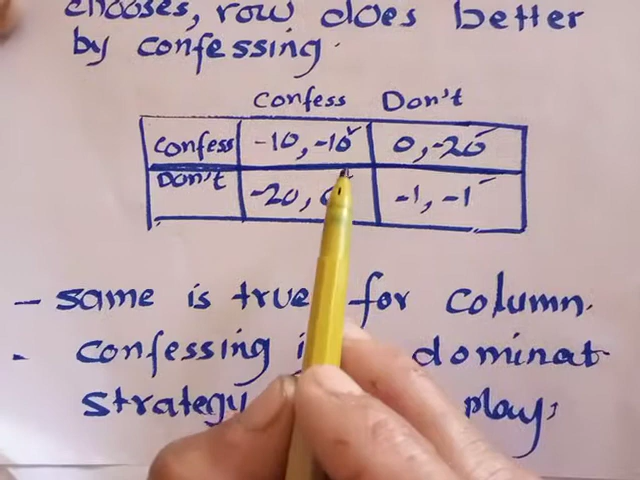 chooses, row does better
by confessing.
Confess Don't
Confess -10, -10 0, -20
Don't -20, -1, -1
- same is true for column.
- confessing dominat
strategy play,